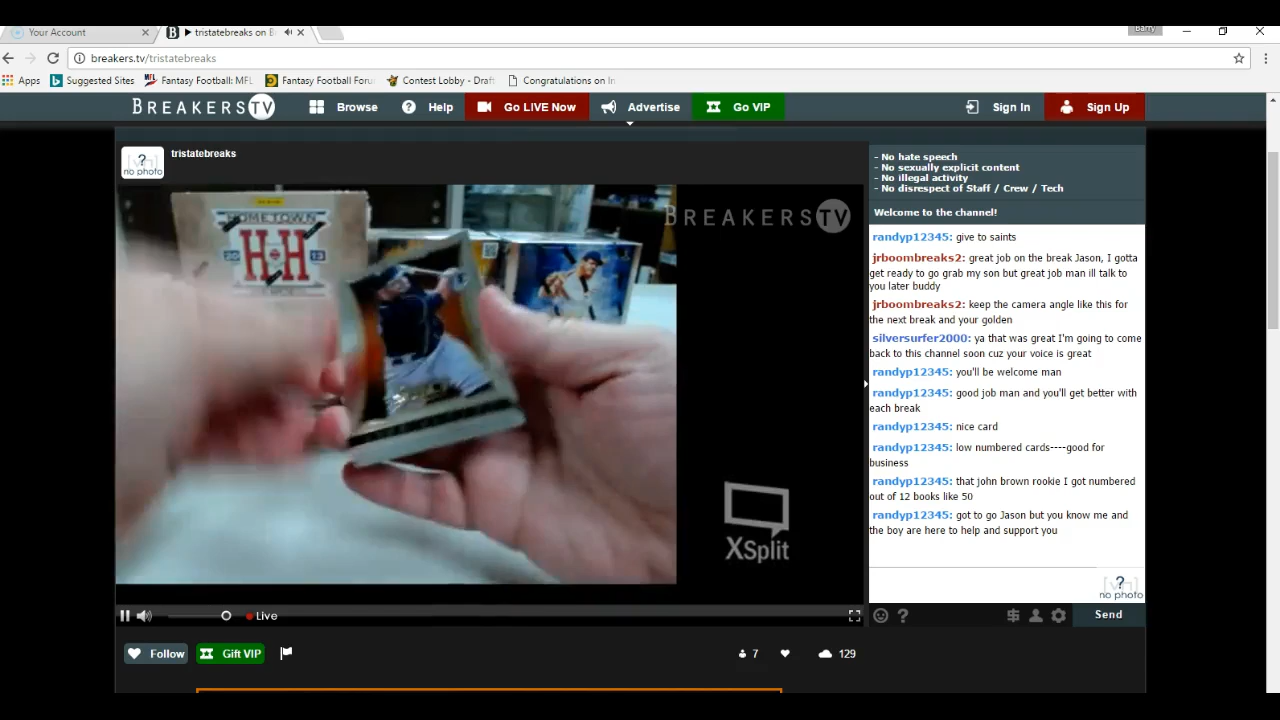 Your Account
tristatebreaks on B
Barry
breakers.tv/tristatebreaks
Apps
Suggested Sites
Fantasy Football: MFL
Fantasy Football Foru
Contest Lobby - Draft
Congratulations on In
BREAKERS TV
Browse
Help
Go LIVE Now
Advertise
Go VIP
Sign In
Sign Up
? no photo
tristatebreaks
BREAKERS TV
HOMETOWN
HH
20 13
XSplit
- No hate speech
- No sexually explicit content
- No illegal activity
- No disrespect of Staff / Crew / Tech
Welcome to the channel!
randyp12345: give to saints
jrboombreaks2: great job on the break Jason, I gotta
get ready to go grab my son but great job man ill talk to
you later buddy
jrboombreaks2: keep the camera angle like this for
the next break and your golden
silversurfer2000: ya that was great I'm going to come
back to this channel soon cuz your voice is great
randyp12345: you'll be welcome man
randyp12345: good job man and you'll get better with
each break
randyp12345: nice card
randyp12345: low numbered cards----good for
business
randyp12345: that john brown rookie I got numbered
out of 12 books like 50
randyp12345: got to go Jason but you know me and
the boy are here to help and support you
? no photo
Live
Send
Follow
Gift VIP
7
129